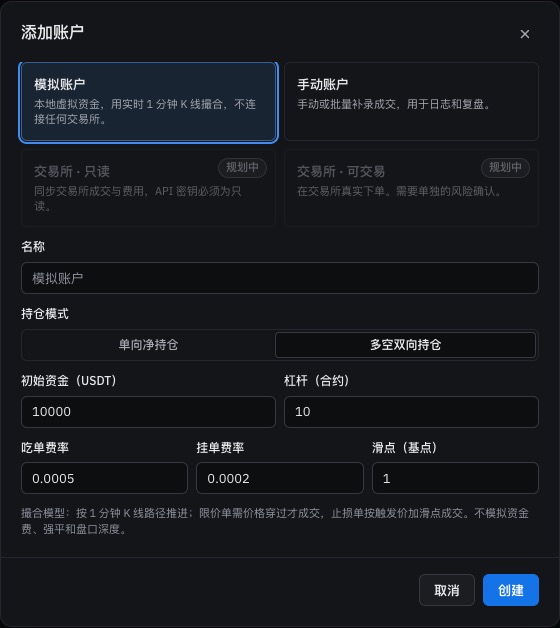 添加账户
×
模拟账户
本地虚拟资金，用实时 1 分钟 K 线撮合，不连
接任何交易所。
手动账户
手动或批量补录成交，用于日志和复盘。
交易所 · 只读
规划中
同步交易所成交与费用，API 密钥必须为只
读。
交易所 · 可交易
规划中
在交易所真实下单。需要单独的风险确认。
名称
模拟账户
持仓模式
单向净持仓
多空双向持仓
初始资金（USDT）
杠杆（合约）
10000
10
吃单费率
挂单费率
滑点（基点）
0.0005
0.0002
1
撮合模型：按 1 分钟 K 线路径推进；限价单需价格穿过才成交，止损单按触发价加滑点成交。不模拟资金
费、强平和盘口深度。
取消
创建